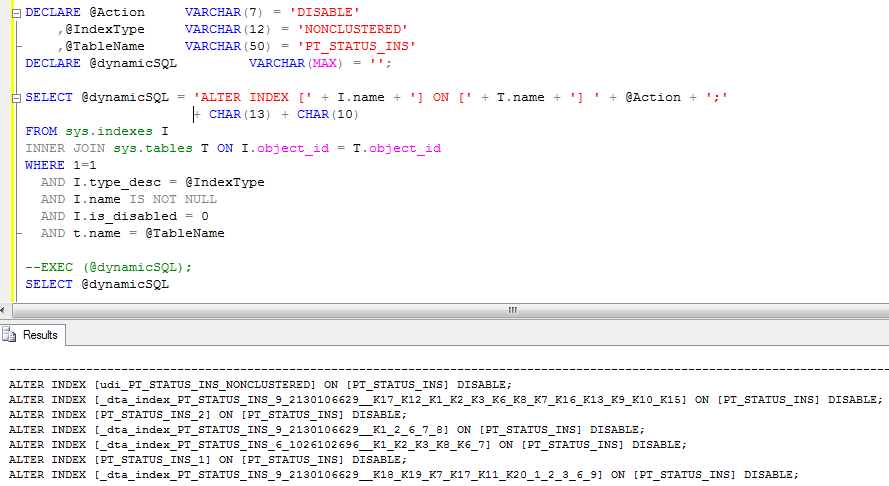 DECLARE @Action     VARCHAR(7) = 'DISABLE'
    ,@IndexType     VARCHAR(12) = 'NONCLUSTERED'
    ,@TableName     VARCHAR(50) = 'PT_STATUS_INS'
DECLARE @dynamicSQL         VARCHAR(MAX) = '';
SELECT @dynamicSQL = 'ALTER INDEX [' + I.name + '] ON [' + T.name + '] ' + @Action + ';'
                     + CHAR(13) + CHAR(10)
FROM sys.indexes I
INNER JOIN sys.tables T ON I.object_id = T.object_id
WHERE 1=1
  AND I.type_desc = @IndexType
  AND I.name IS NOT NULL
  AND I.is_disabled = 0
  AND t.name = @TableName
--EXEC (@dynamicSQL);
SELECT @dynamicSQL
Results
ALTER INDEX [udi_PT_STATUS_INS_NONCLUSTERED] ON [PT_STATUS_INS] DISABLE;
ALTER INDEX [_dta_index_PT_STATUS_INS_9_2130106629__K17_K12_K1_K2_K3_K6_K8_K7_K16_K13_K9_K10_K15] ON [PT_STATUS_INS] DISABLE;
ALTER INDEX [PT_STATUS_INS_2] ON [PT_STATUS_INS] DISABLE;
ALTER INDEX [_dta_index_PT_STATUS_INS_9_2130106629__K1_2_6_7_8] ON [PT_STATUS_INS] DISABLE;
ALTER INDEX [_dta_index_PT_STATUS_INS_6_1026102696__K1_K2_K3_K8_K6_7] ON [PT_STATUS_INS] DISABLE;
ALTER INDEX [PT_STATUS_INS_1] ON [PT_STATUS_INS] DISABLE;
ALTER INDEX [_dta_index_PT_STATUS_INS_9_2130106629__K18_K19_K7_K17_K11_K20_1_2_3_6_9] ON [PT_STATUS_INS] DISABLE;